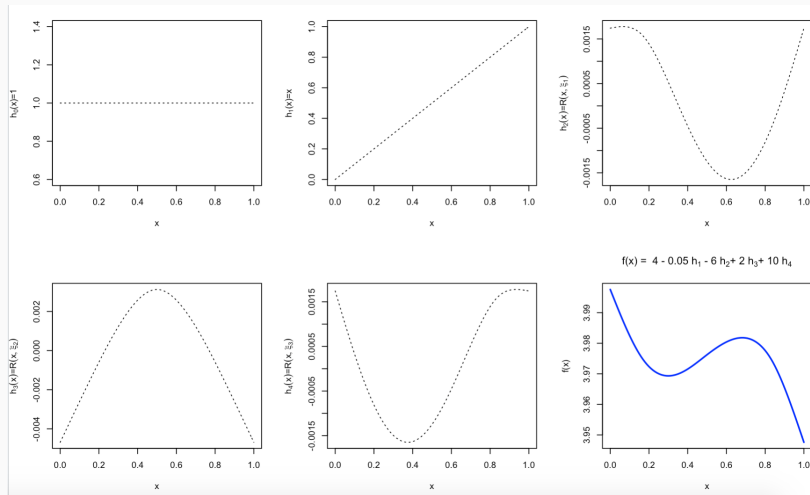 h₀(x)=1
0.6 0.8 1.0 1.2 1.4
0.0 0.2 0.4 0.6 0.8 1.0
x
h₁(x)=x
0.0 0.2 0.4 0.6 0.8 1.0
0.0 0.2 0.4 0.6 0.8 1.0
x
h₂(x)=R(x, ξ₁)
-0.0015 -0.0005 0.0005 0.0015
0.0 0.2 0.4 0.6 0.8 1.0
x
h₃(x)=R(x, ξ₂)
-0.004 -0.002 0.000 0.002
0.0 0.2 0.4 0.6 0.8 1.0
x
h₄(x)=R(x, ξ₃)
-0.0015 -0.0005 0.0005 0.0015
0.0 0.2 0.4 0.6 0.8 1.0
x
f(x) = 4 - 0.05 h₁ - 6 h₂+ 2 h₃+ 10 h₄
f(x)
3.95 3.96 3.97 3.98 3.99
0.0 0.2 0.4 0.6 0.8 1.0
x